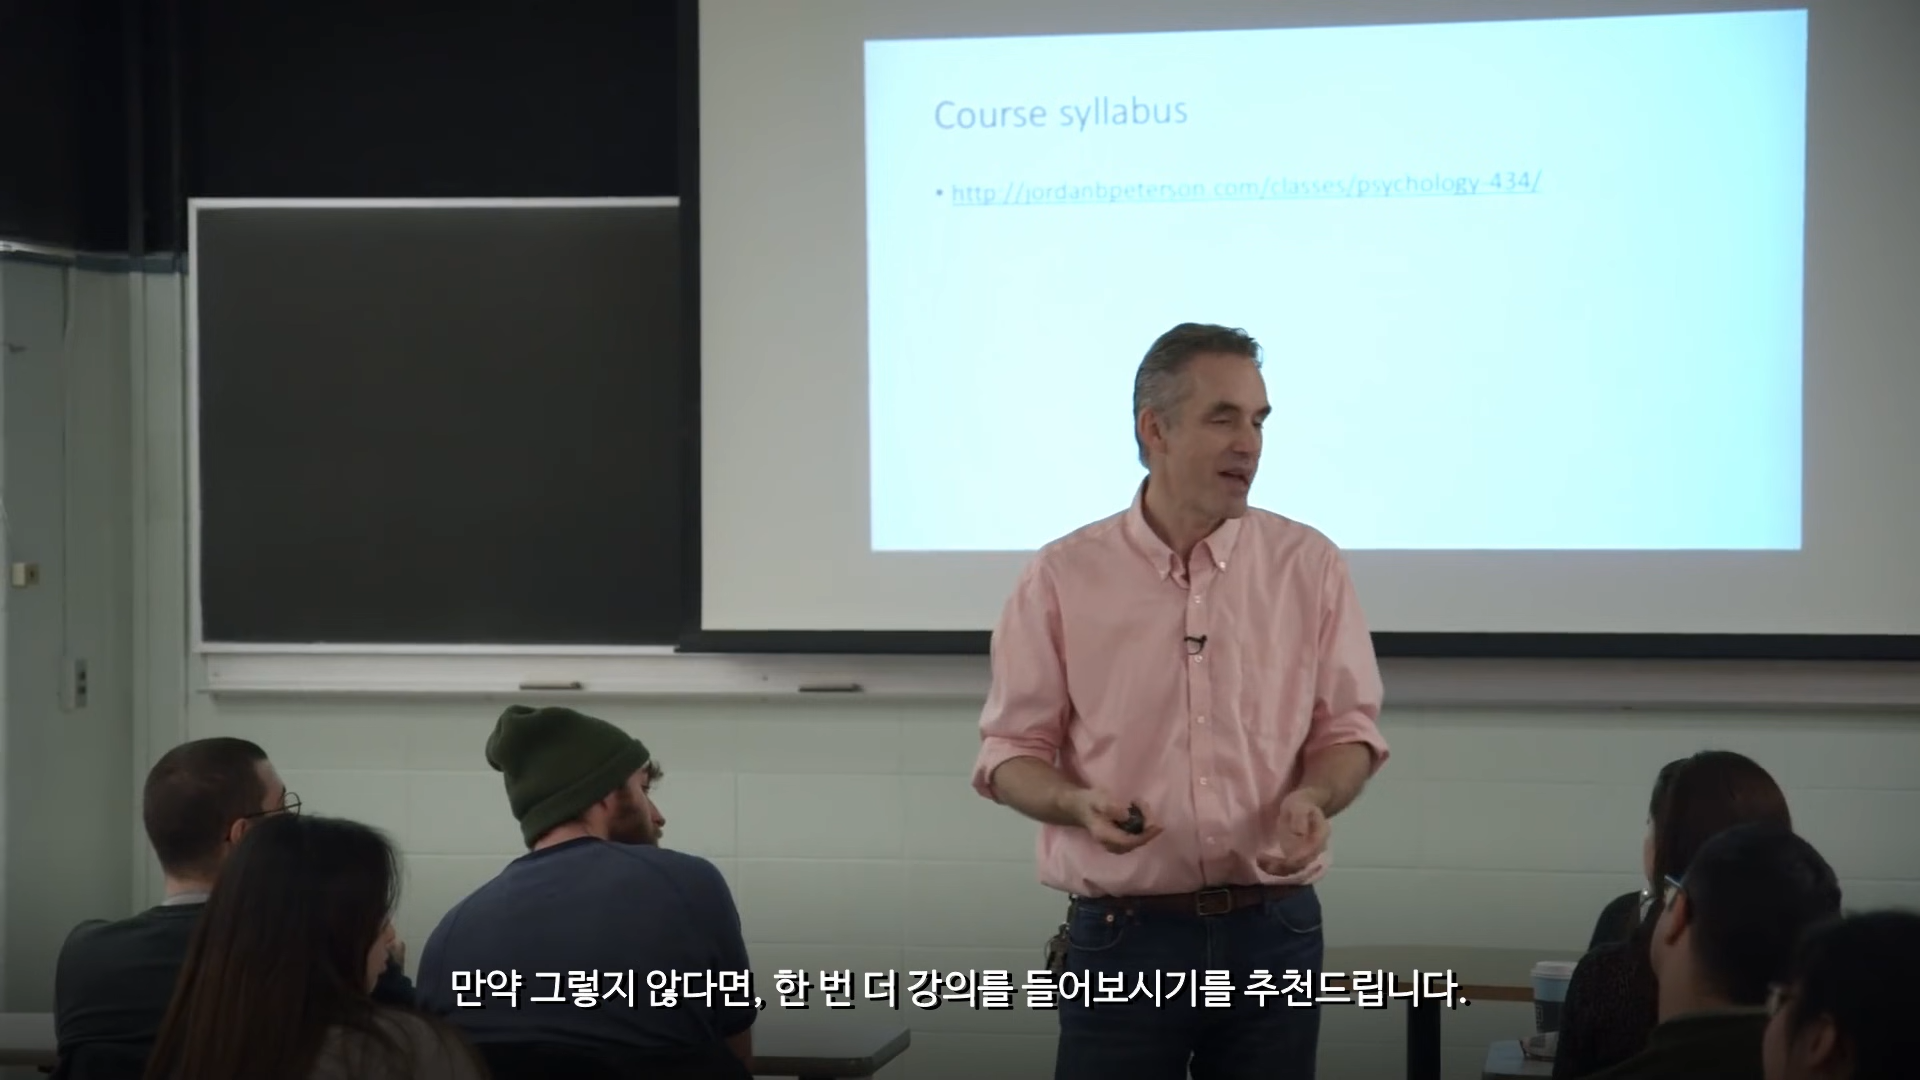 Course syllabus
• http://jordanbpeterson.com/classes/psychology-434/
만약 그렇지 않다면, 한 번 더 강의를 들어보시기를 추천드립니다.